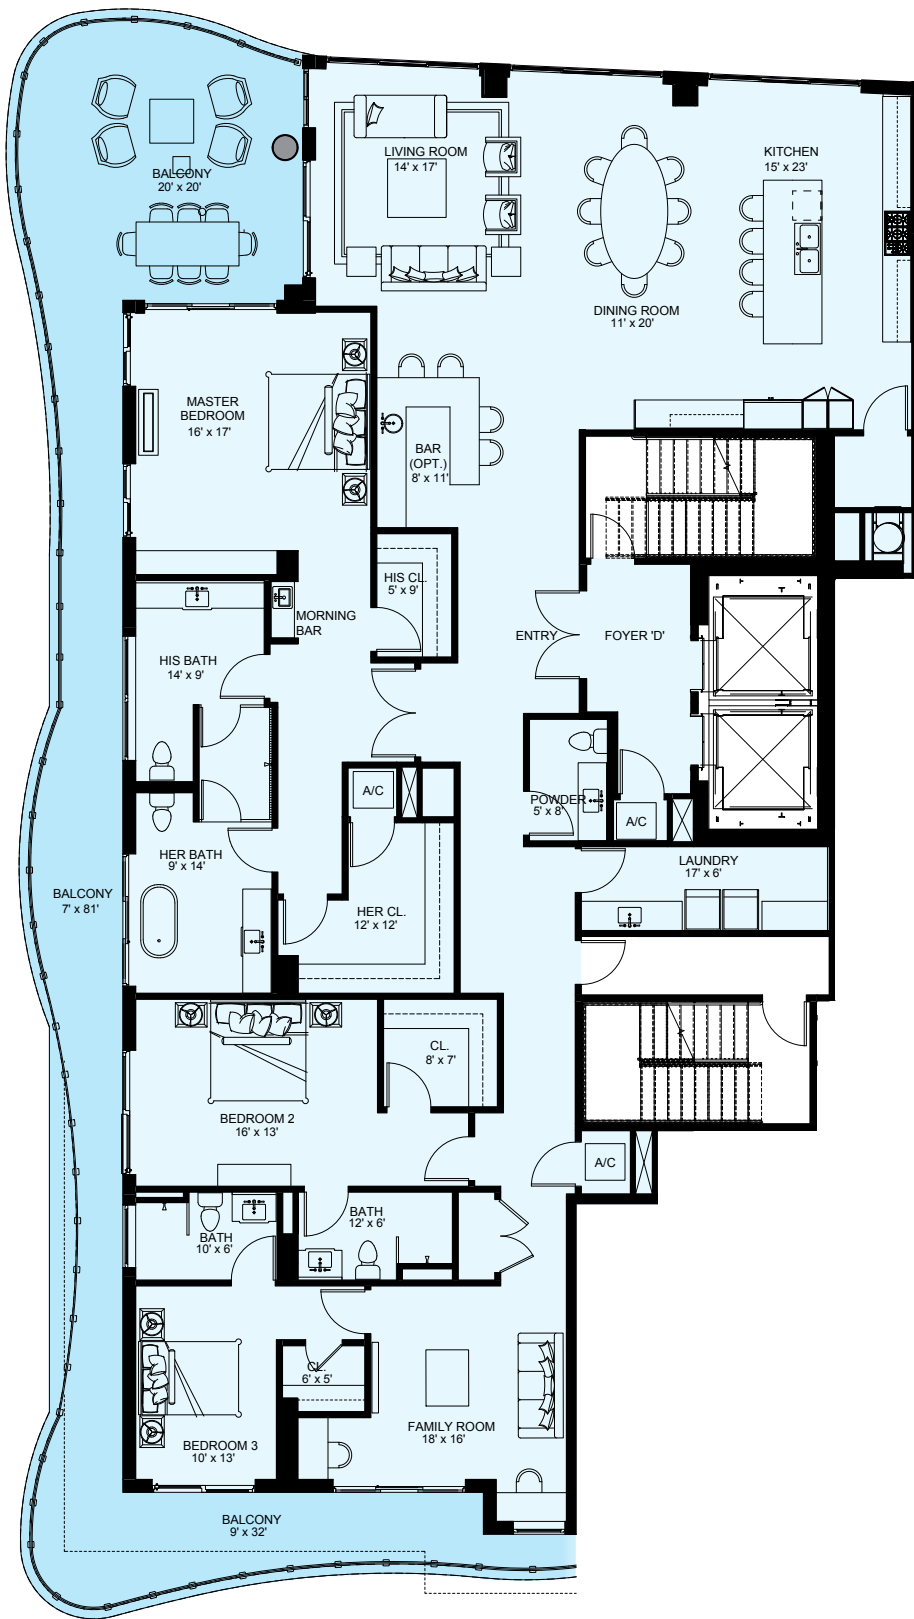 BALCONY
20' x 20'
LIVING ROOM
14' x 17'
KITCHEN
15' x 23'
DINING ROOM
11' x 20'
MASTER
BEDROOM
16' x 17'
BAR
(OPT.)
8' x 11'
HIS CL.
5' x 9'
MORNING
BAR
ENTRY
FOYER 'D'
HIS BATH
14' x 9'
A/C
POWDER
5' x 8'
A/C
HER BATH
9' x 14'
LAUNDRY
17' x 6'
BALCONY
7' x 81'
HER CL.
12' x 12'
CL.
8' x 7'
BEDROOM 2
16' x 13'
A/C
BATH
12' x 6'
BATH
10' x 6'
CL.
6' x 5'
FAMILY ROOM
18' x 16'
BEDROOM 3
10' x 13'
BALCONY
9' x 32'